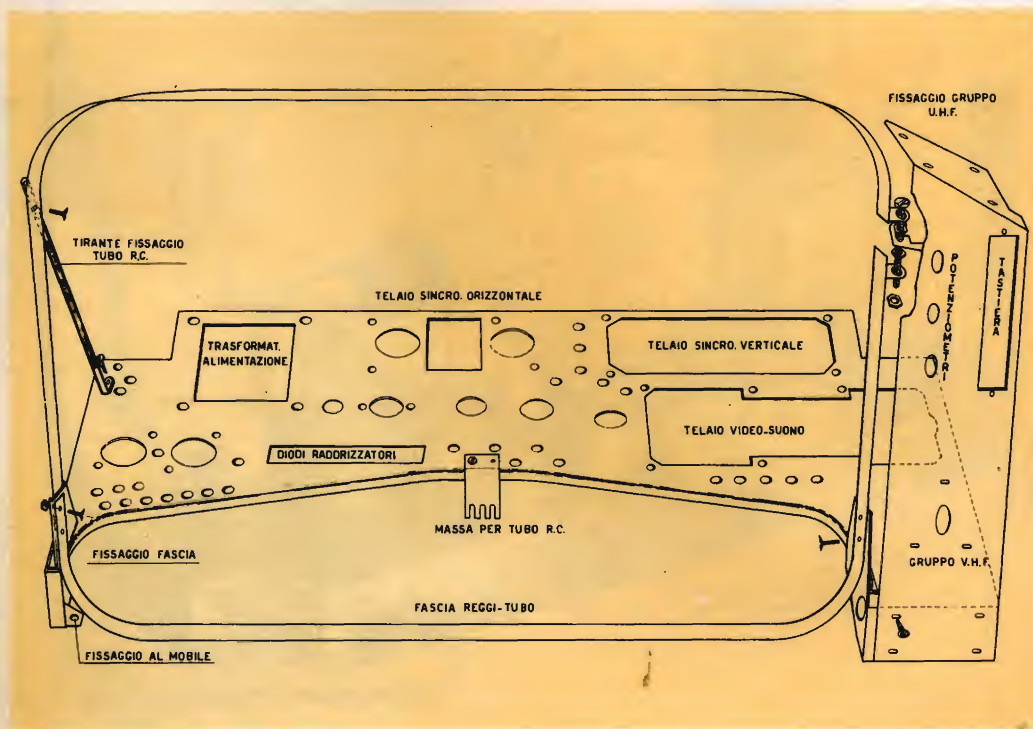 FISSAGGIO GRUPPO
U.H.F.
TIRANTE FISSAGGIO
TUBO R.C.
TELAIO SINCRO. ORIZZONTALE
POTENZIOMETRI
TASTIERA
TRASFORMAT.
ALIMENTAZIONE
TELAIO SINCRO. VERTICALE
TELAIO VIDEO-SUONO
DIODI RADDRIZZATORI
MASSA PER TUBO R.C.
FISSAGGIO FASCIA
GRUPPO V.H.F.
FASCIA REGGI-TUBO
FISSAGGIO AL MOBILE